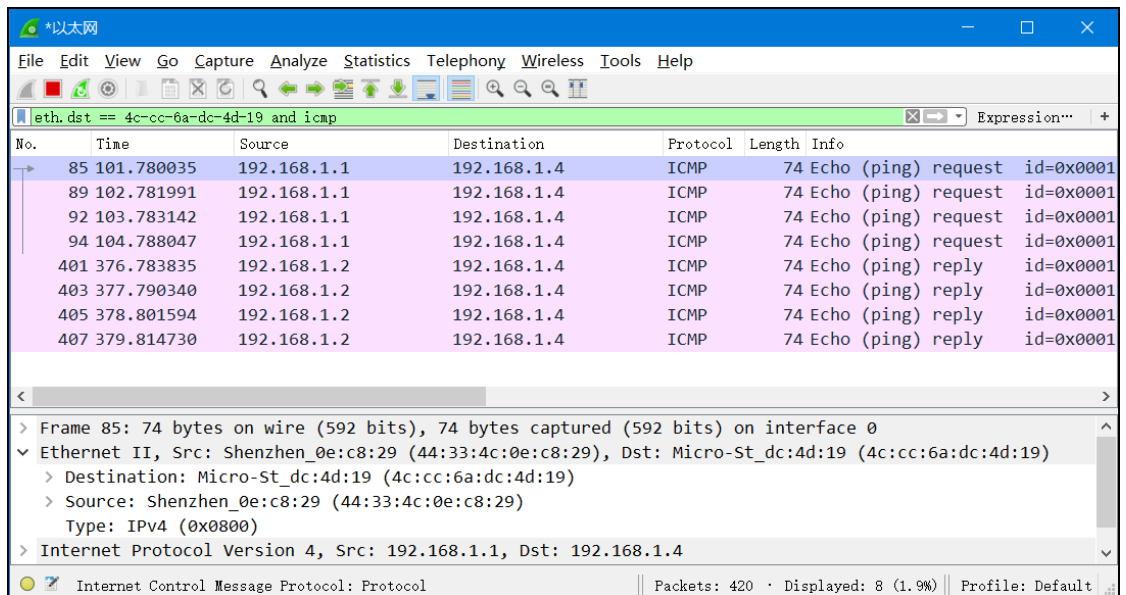 *以太网
File Edit View Go Capture Analyze Statistics Telephony Wireless Tools Help
eth.dst == 4c-cc-6a-dc-4d-19 and icmp Expression… +
No. Time Source Destination Protocol Length Info
85 101.780035 192.168.1.1 192.168.1.4 ICMP 74 Echo (ping) request id=0x0001
89 102.781991 192.168.1.1 192.168.1.4 ICMP 74 Echo (ping) request id=0x0001
92 103.783142 192.168.1.1 192.168.1.4 ICMP 74 Echo (ping) request id=0x0001
94 104.788047 192.168.1.1 192.168.1.4 ICMP 74 Echo (ping) request id=0x0001
401 376.783835 192.168.1.2 192.168.1.4 ICMP 74 Echo (ping) reply id=0x0001
403 377.790340 192.168.1.2 192.168.1.4 ICMP 74 Echo (ping) reply id=0x0001
405 378.801594 192.168.1.2 192.168.1.4 ICMP 74 Echo (ping) reply id=0x0001
407 379.814730 192.168.1.2 192.168.1.4 ICMP 74 Echo (ping) reply id=0x0001
Frame 85: 74 bytes on wire (592 bits), 74 bytes captured (592 bits) on interface 0
Ethernet II, Src: Shenzhen_0e:c8:29 (44:33:4c:0e:c8:29), Dst: Micro-St_dc:4d:19 (4c:cc:6a:dc:4d:19)
Destination: Micro-St_dc:4d:19 (4c:cc:6a:dc:4d:19)
Source: Shenzhen_0e:c8:29 (44:33:4c:0e:c8:29)
Type: IPv4 (0x0800)
Internet Protocol Version 4, Src: 192.168.1.1, Dst: 192.168.1.4
Internet Control Message Protocol: Protocol Packets: 420 · Displayed: 8 (1.9%) Profile: Default